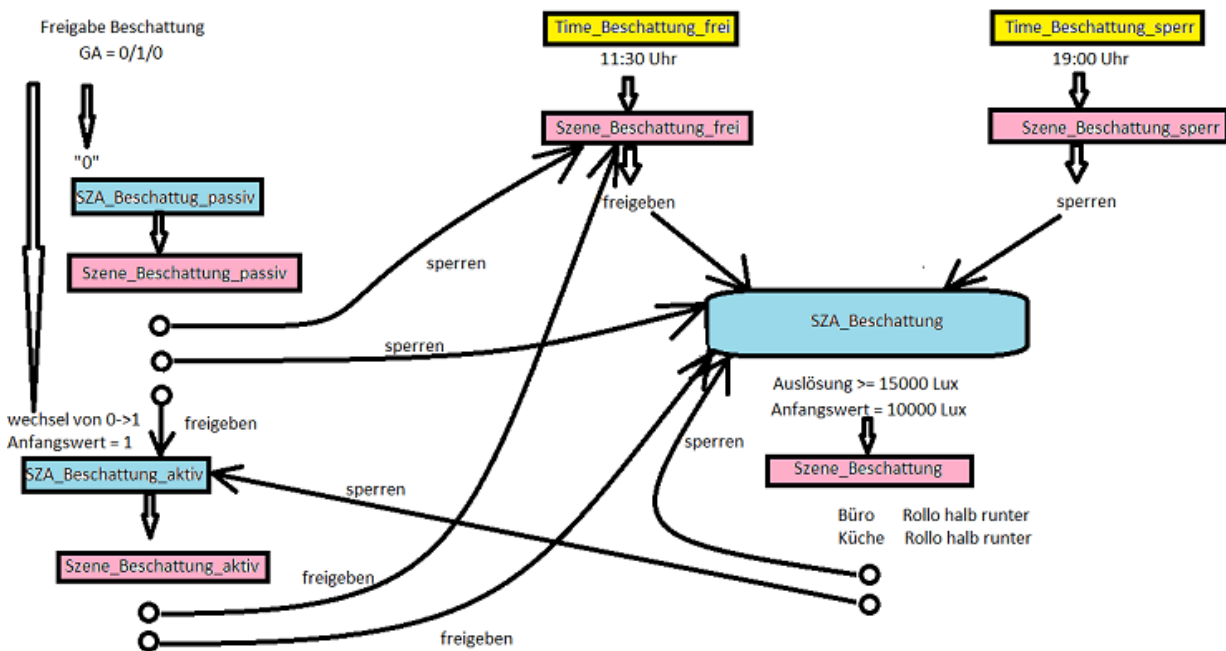 Freigabe Beschattung
GA = 0/1/0
"0"
SZA_Beschattug_passiv
Szene_Beschattung_passiv
wechsel von 0->1
Anfangswert = 1
SZA_Beschattung_aktiv
Szene_Beschattung_aktiv
sperren
sperren
freigeben
sperren
freigeben
freigeben
Time_Beschattung_frei
11:30 Uhr
Szene_Beschattung_frei
freigeben
Time_Beschattung_sperr
19:00 Uhr
Szene_Beschattung_sperr
sperren
SZA_Beschattung
Auslösung >= 15000 Lux
Anfangswert = 10000 Lux
sperren
Szene_Beschattung
Büro Rollo halb runter
Küche Rollo halb runter